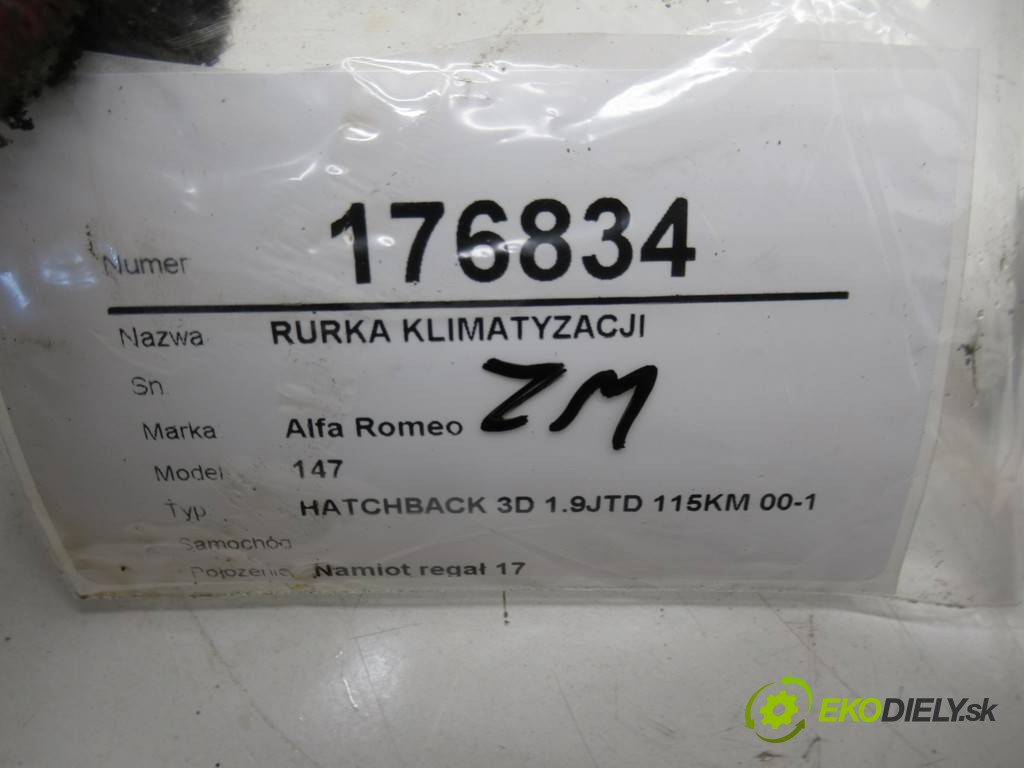 Numer 176834
Nazwa RURKA KLIMATYZACJI
Sn
ZM
Marka Alfa Romeo
Model 147
Typ HATCHBACK 3D 1.9JTD 115KM 00-1
Samochód
Położenie Namiot regał 17
EKODIELY.sk